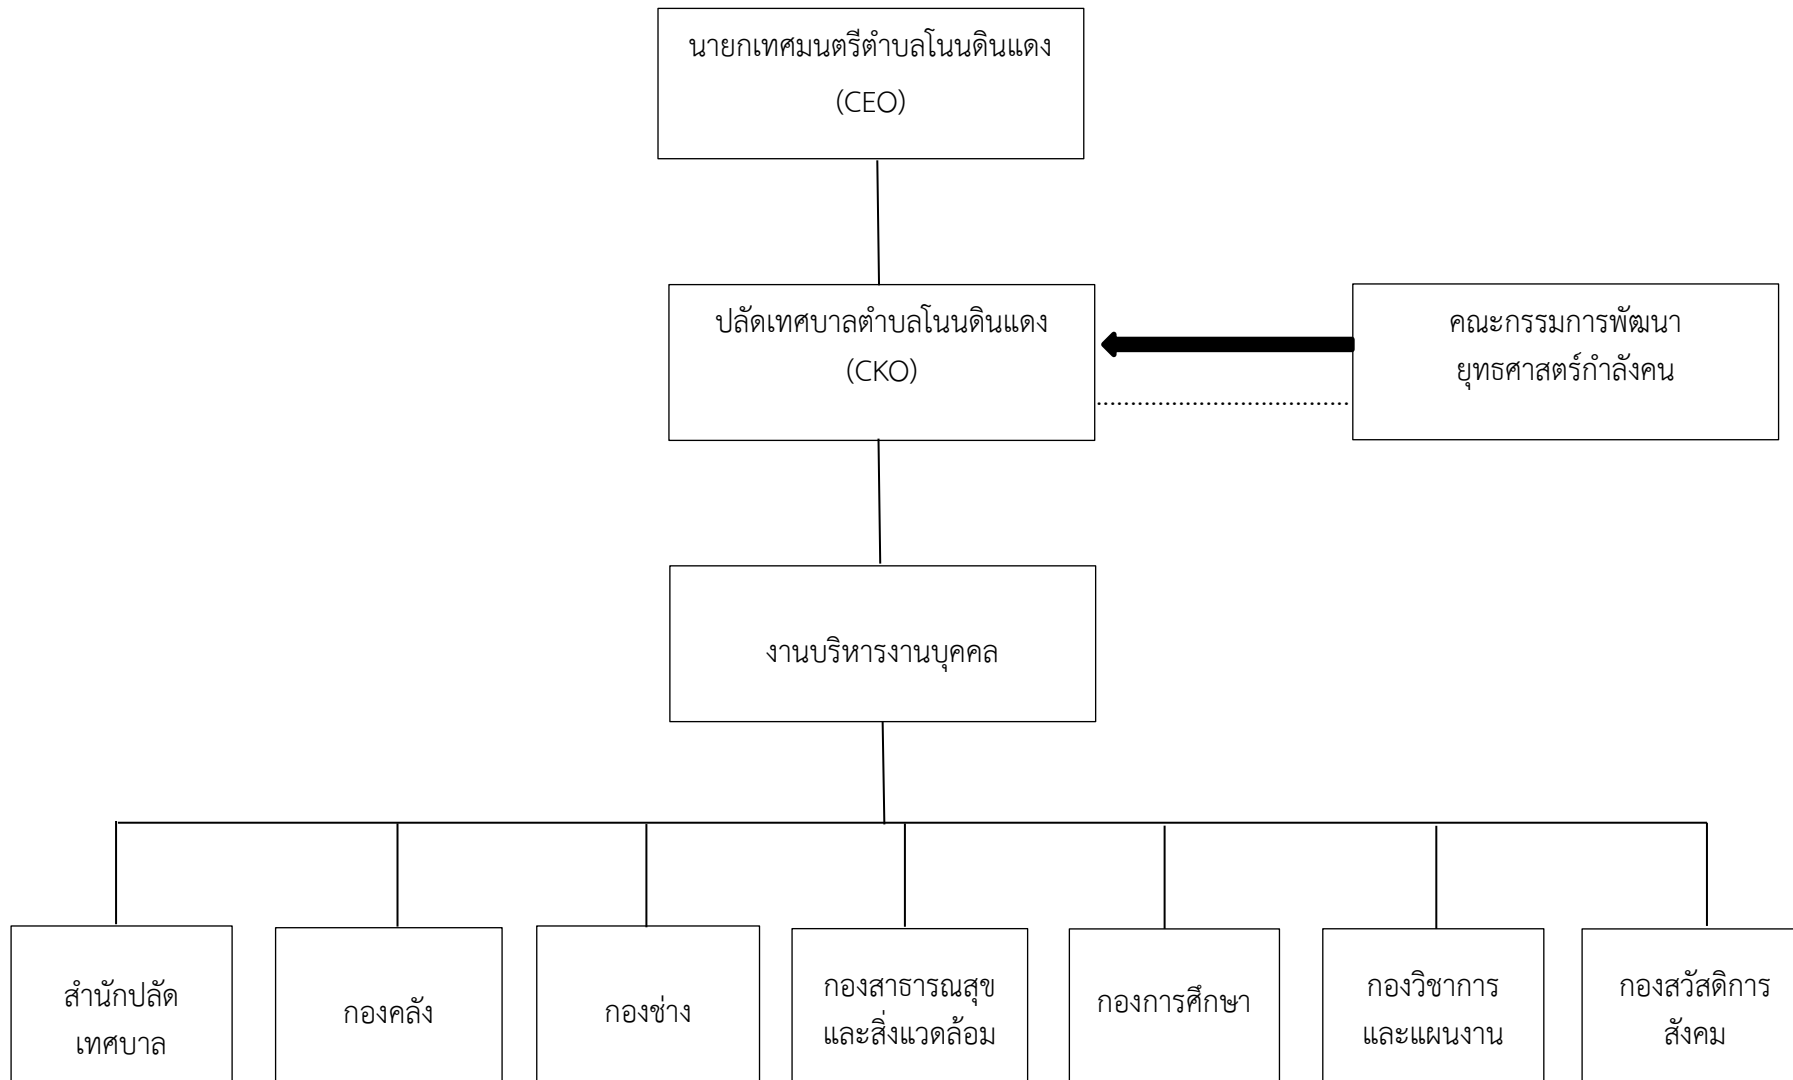 นายกเทศมนตรีตำบลโนนดินแดง
(CEO)
ปลัดเทศบาลตำบลโนนดินแดง
(CKO)
คณะกรรมการพัฒนา
ยุทธศาสตร์กำลังคน
งานบริหารงานบุคคล
สำนักปลัด
เทศบาล
กองคลัง
กองช่าง
กองสาธารณสุข
และสิ่งแวดล้อม
กองการศึกษา
กองวิชาการ
และแผนงาน
กองสวัสดิการ
สังคม